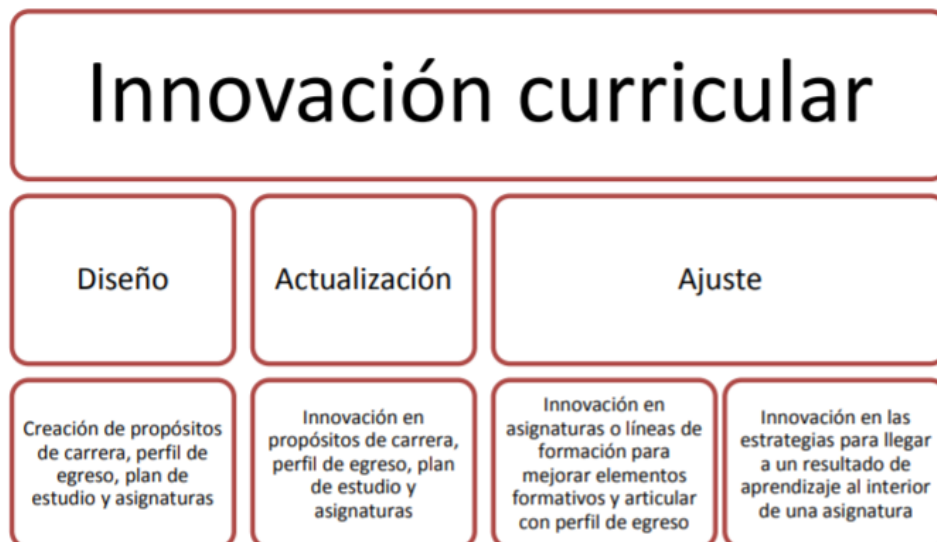 Innovación curricular
Diseño
Actualización
Ajuste
Creación de propósitos
de carrera, perfil de
egreso, plan de
estudio y asignaturas
Innovación en
propósitos de carrera,
perfil de egreso, plan
de estudio y
asignaturas
Innovación en
asignaturas o líneas de
formación para
mejorar elementos
formativos y articular
con perfil de egreso
Innovación en las
estrategias para llegar
a un resultado de
aprendizaje al interior
de una asignatura